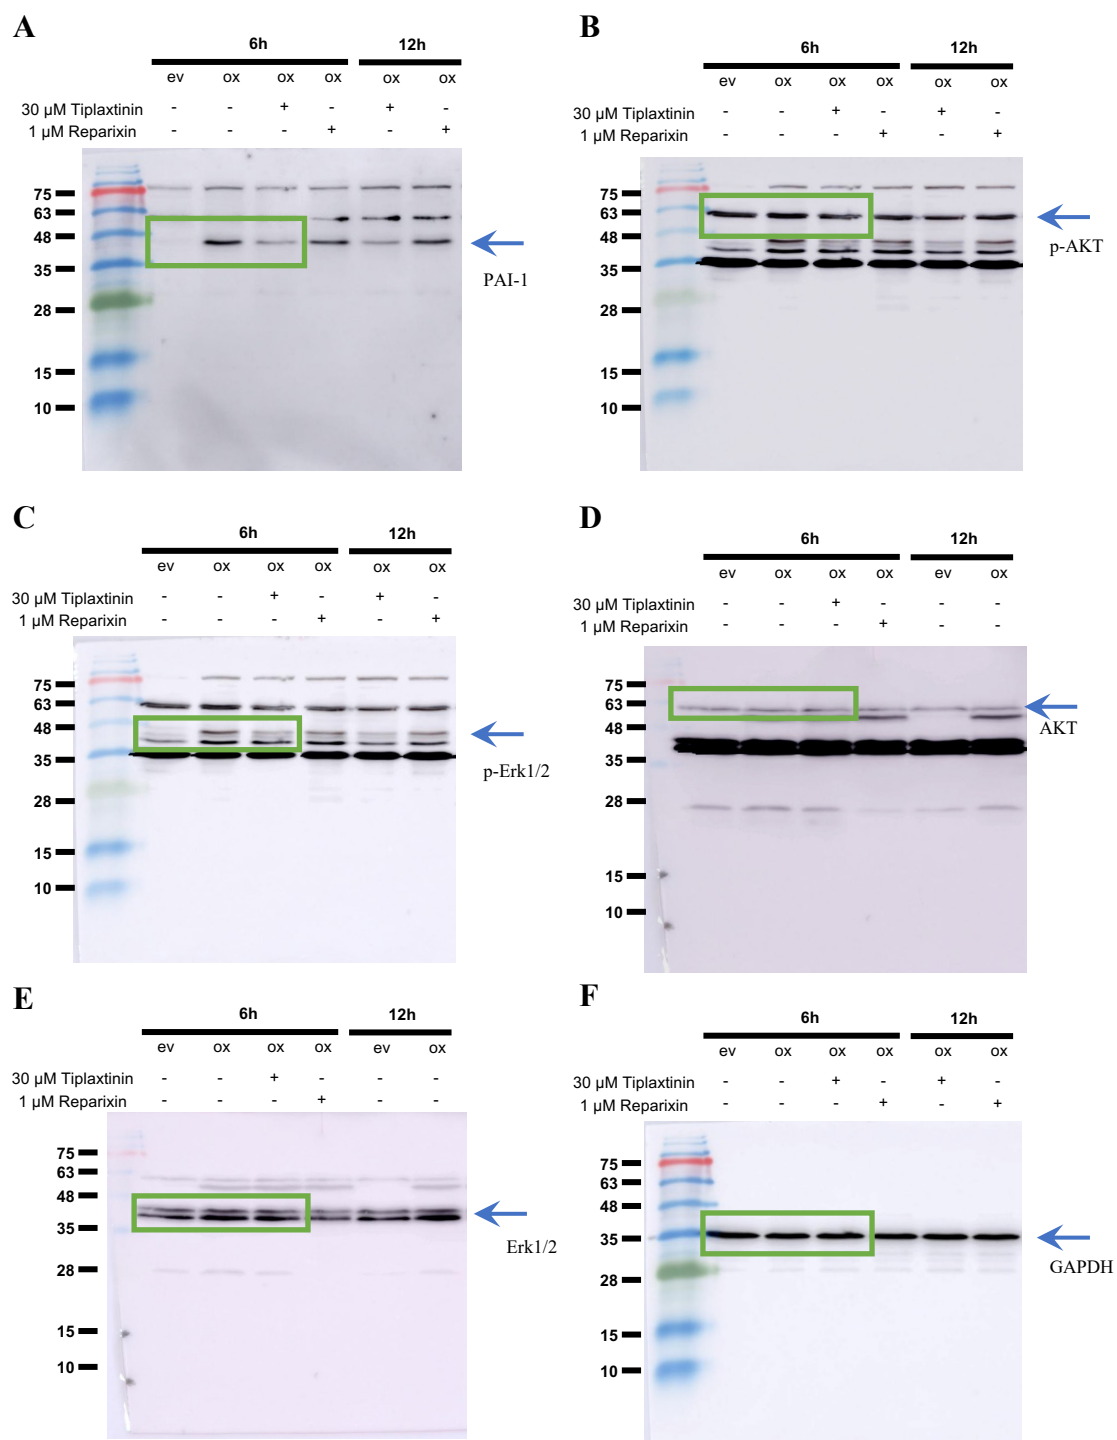 A
6h 12h
ev ox ox ox ox ox
30 µM Tiplaxtinin - - + - + -
1 µM Reparixin - - - + - +
75
63
48
35
28
15
10
PAI-1
B
6h 12h
ev ox ox ox ox ox
30 µM Tiplaxtinin - - + - + -
1 µM Reparixin - - - + - +
75
63
48
35
28
15
10
p-AKT
C
6h 12h
ev ox ox ox ox ox
30 µM Tiplaxtinin - - + - + -
1 µM Reparixin - - - + - +
75
63
48
35
28
15
10
p-Erk1/2
D
6h 12h
ev ox ox ox ev ox
30 µM Tiplaxtinin - - + - - -
1 µM Reparixin - - - + - -
75
63
48
35
28
15
10
AKT
E
6h 12h
ev ox ox ox ev ox
30 µM Tiplaxtinin - - + - - -
1 µM Reparixin - - - + - -
75
63
48
35
28
15
10
Erk1/2
F
6h 12h
ev ox ox ox ox ox
30 µM Tiplaxtinin - - + - + -
1 µM Reparixin - - - + - +
75
63
48
35
28
15
10
GAPDH